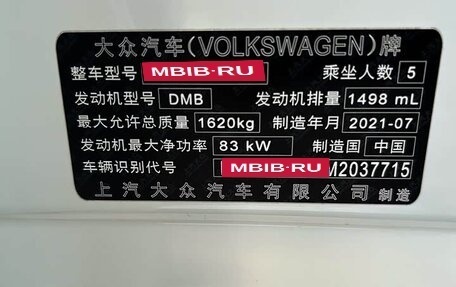 大众汽车(VOLKSWAGEN)牌
整车型号 MBIB-RU 乘坐人数 5
发动机型号 DMB 发动机排量 1498 mL
最大允许总质量 1620kg 制造年月 2021-07
发动机最大净功率 83 kW 制造国 中国
车辆识别代号 MBIB-RU M2037715
上汽大众汽车有限公司 制造